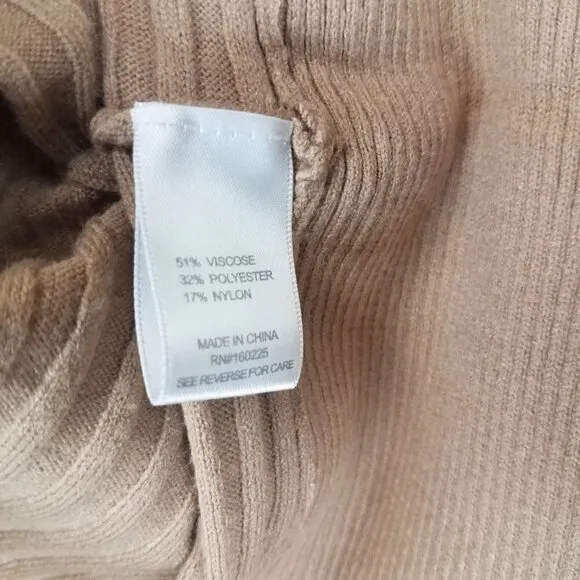 51% VISCOSE
32% POLYESTER
17% NYLON
MADE IN CHINA
RN#160225
SEE REVERSE FOR CARE